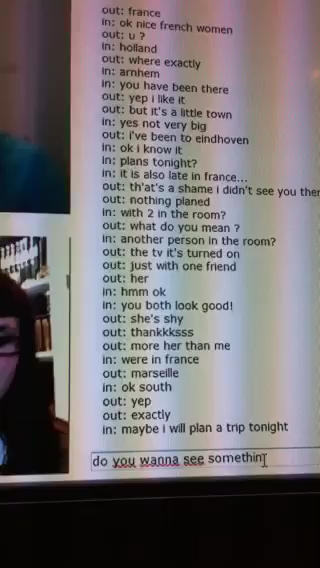 out: france
in: ok nice french women
out: u ?
in: holland
out: where exactly
in: arnhem
in: you have been there
out: yep i like it
out: but it's a little town
in: yes not very big
out: i've been to eindhoven
in: ok i know it
in: plans tonight?
in: it is also late in france...
out: that's a shame i didn't see you ther
out: nothing planed
in: with 2 in the room?
out: what do you mean ?
in: another person in the room?
out: the tv it's turned on
out: just with one friend
out: her
in: hmm ok
in: you both look good!
out: she's shy
out: thankkksss
out: more her than me
in: were in france
out: marseille
in: ok south
out: yep
out: exactly
in: maybe i will plan a trip tonight
do you wanna see somethin